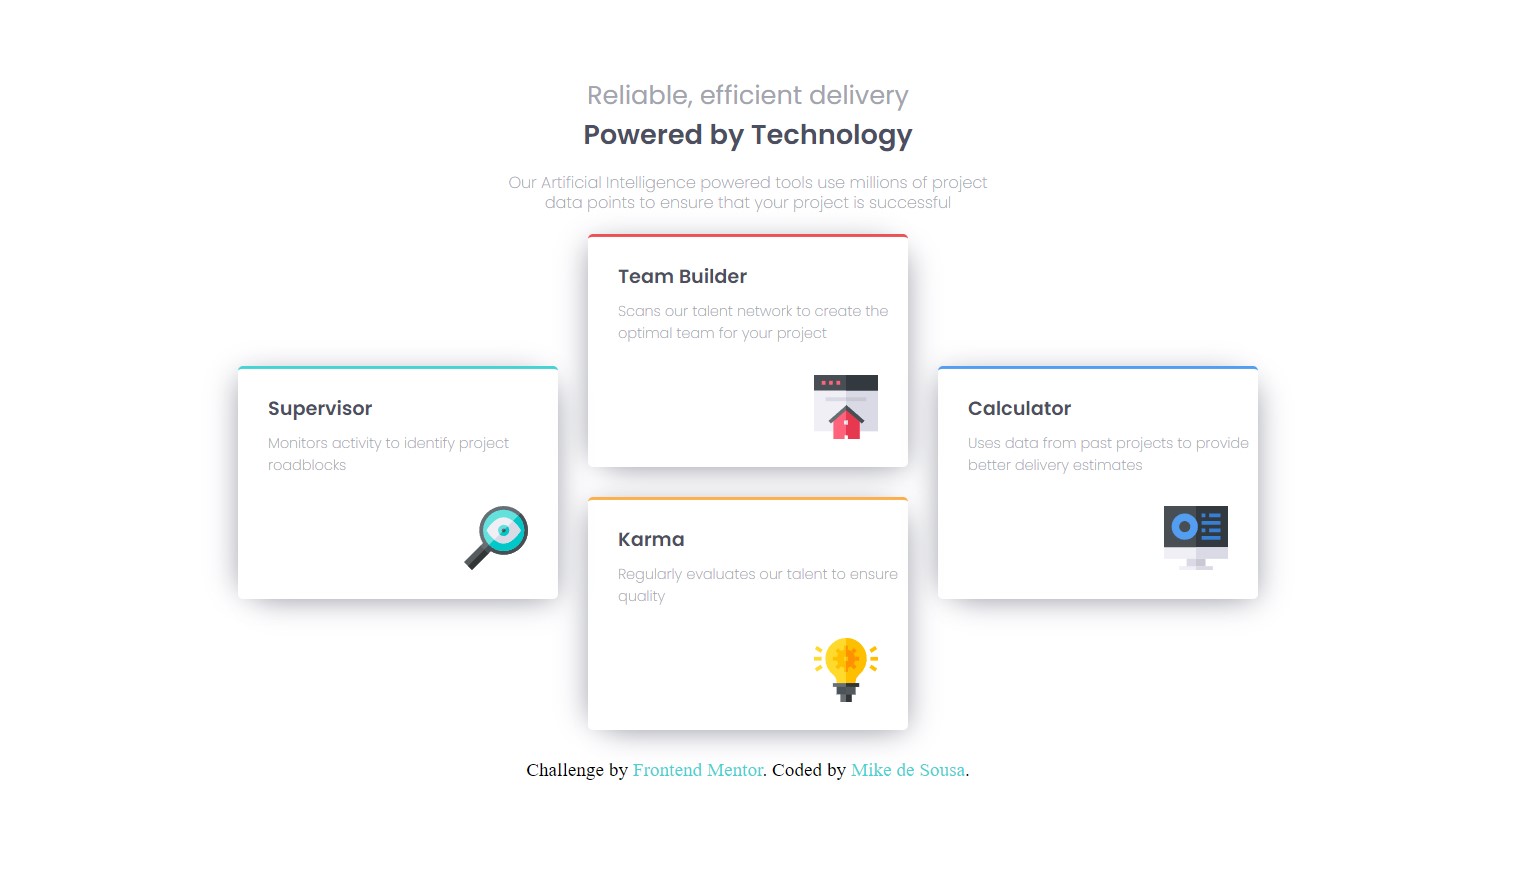 Reliable, efficient delivery
Powered by Technology
Our Artificial Intelligence powered tools use millions of project
data points to ensure that your project is successful
Team Builder
Scans our talent network to create the
optimal team for your project
Supervisor
Monitors activity to identify project
roadblocks
Calculator
Uses data from past projects to provide
better delivery estimates
Karma
Regularly evaluates our talent to ensure
quality
Challenge by Frontend Mentor. Coded by Mike de Sousa.